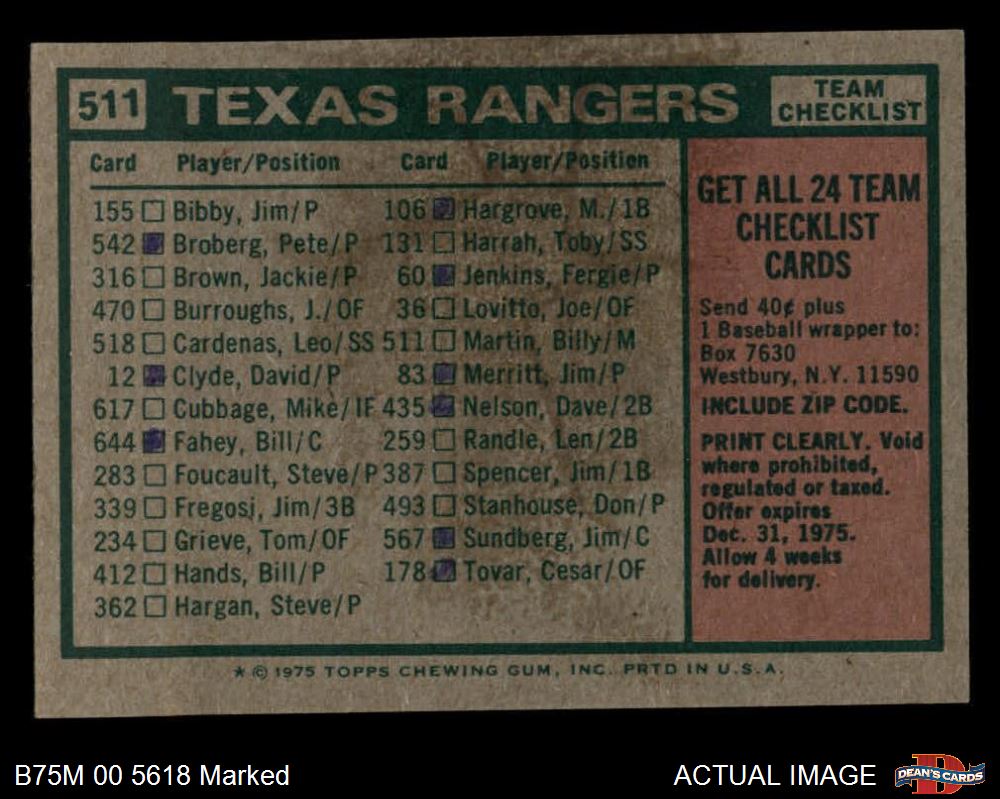 511 TEXAS RANGERS TEAM CHECKLIST
Card Player/Position Card Player/Position
155 Bibby, Jim/P 106 Hargrove, M./1B
542 Broberg, Pete/P 131 Harrah, Toby/SS
316 Brown, Jackie/P 60 Jenkins, Fergie/P
470 Burroughs, J./OF 36 Lovitto, Joe/OF
518 Cardenas, Leo/SS 511 Martin, Billy/M
12 Clyde, David/P 83 Merritt, Jim/P
617 Cubbage, Mike/IF 435 Nelson, Dave/2B
644 Fahey, Bill/C 259 Randle, Len/2B
283 Foucault, Steve/P 387 Spencer, Jim/1B
339 Fregosi, Jim/3B 493 Stanhouse, Don/P
234 Grieve, Tom/OF 567 Sundberg, Jim/C
412 Hands, Bill/P 178 Tovar, Cesar/OF
362 Hargan, Steve/P
GET ALL 24 TEAM
CHECKLIST
CARDS
Send 40¢ plus
1 Baseball wrapper to:
Box 7630
Westbury, N.Y. 11590
INCLUDE ZIP CODE.
PRINT CLEARLY. Void
where prohibited,
regulated or taxed.
Offer expires
Dec. 31, 1975.
Allow 4 weeks
for delivery.
* © 1975 TOPPS CHEWING GUM, INC. PRTD IN U.S.A.
B75M 00 5618 Marked
ACTUAL IMAGE
DEAN'S CARDS